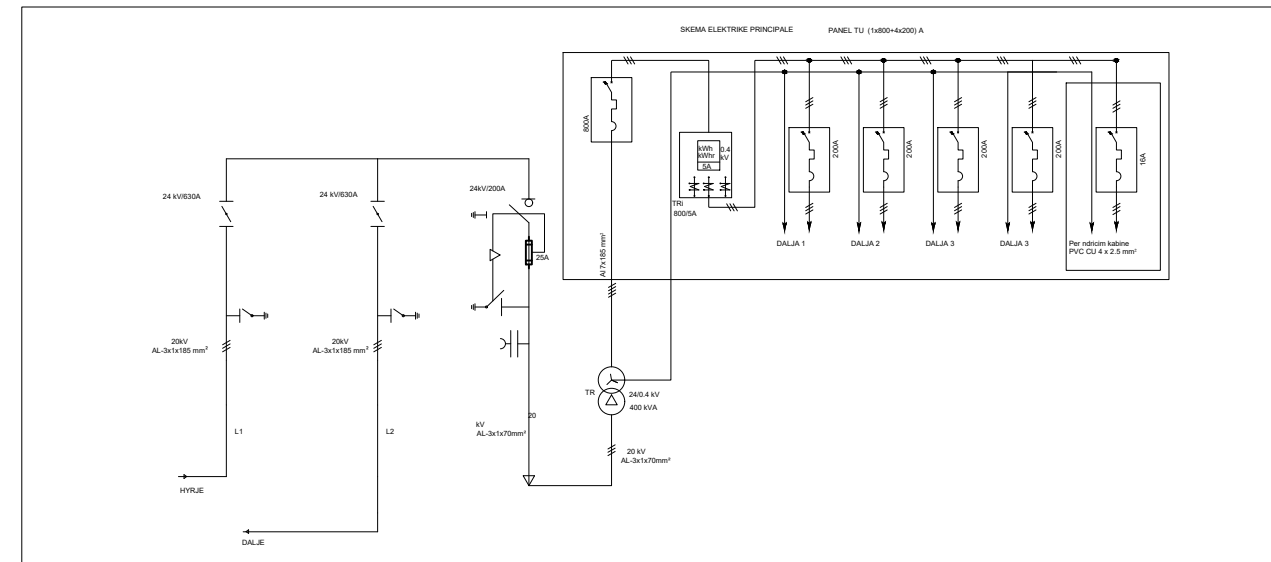 SKEMA ELEKTRIKE PRINCIPALE PANEL TU (1x800+4x200) A
800A
kWh
kWhr
5A
0.4
kV
TRi
800/5A
200A
200A
200A
200A
16A
DALJA 1
DALJA 2
DALJA 3
DALJA 3
Per ndricim kabine
PVC CU 4 x 2.5 mm²
24 kV/630A
24 kV/630A
24kV/200A
25A
Al 7x185 mm²
20kV
AL-3x1x185 mm²
20kV
AL-3x1x185 mm²
TR
24/0.4 kV
400 kVA
20
kV
AL-3x1x70mm²
L1
L2
20 kV
AL-3x1x70mm²
HYRJE
DALJE